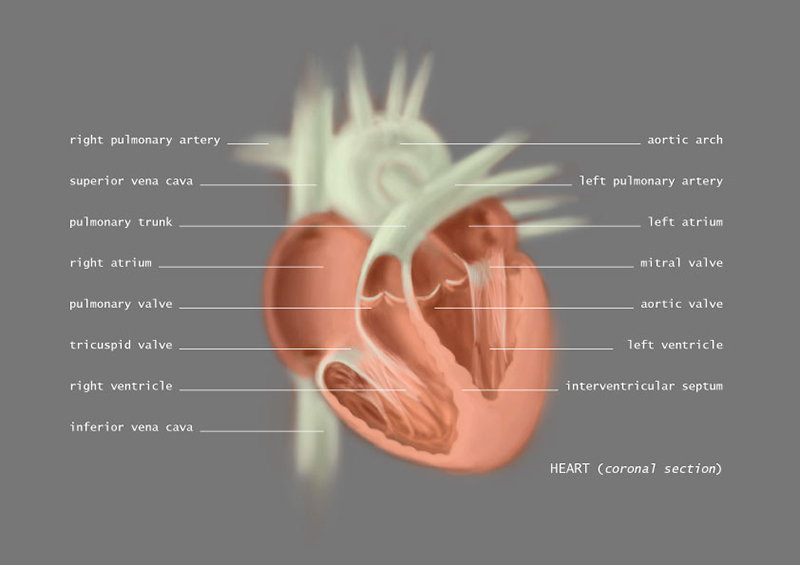 right pulmonary artery
superior vena cava
pulmonary trunk
right atrium
pulmonary valve
tricuspid valve
right ventricle
inferior vena cava
aortic arch
left pulmonary artery
left atrium
mitral valve
aortic valve
left ventricle
interventricular septum
HEART (coronal section)